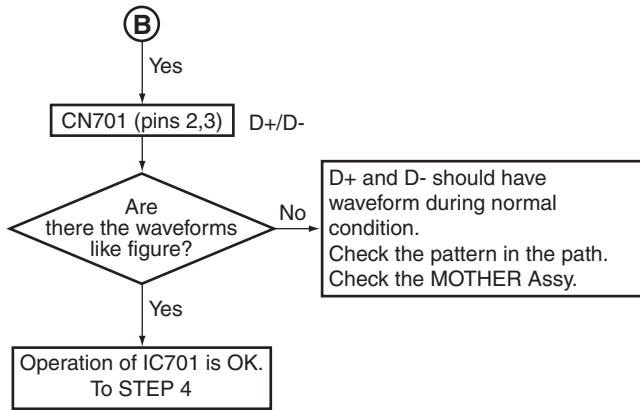 B
Yes
CN701 (pins 2,3) D+/D-
Are
there the waveforms
like figure?
No
D+ and D- should have
waveform during normal
condition.
Check the pattern in the path.
Check the MOTHER Assy.
Yes
Operation of IC701 is OK.
To STEP 4